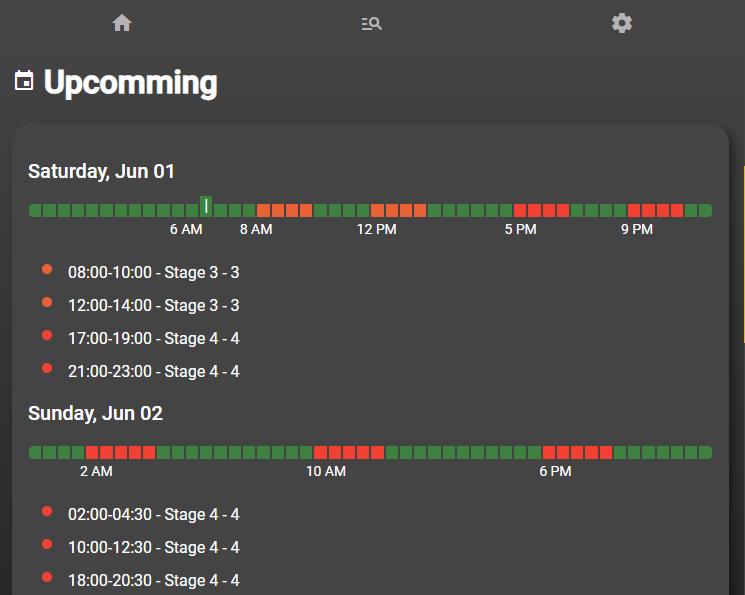 Upcomming
Saturday, Jun 01
6 AM 8 AM 12 PM 5 PM 9 PM
08:00-10:00 - Stage 3 - 3
12:00-14:00 - Stage 3 - 3
17:00-19:00 - Stage 4 - 4
21:00-23:00 - Stage 4 - 4
Sunday, Jun 02
2 AM 10 AM 6 PM
02:00-04:30 - Stage 4 - 4
10:00-12:30 - Stage 4 - 4
18:00-20:30 - Stage 4 - 4